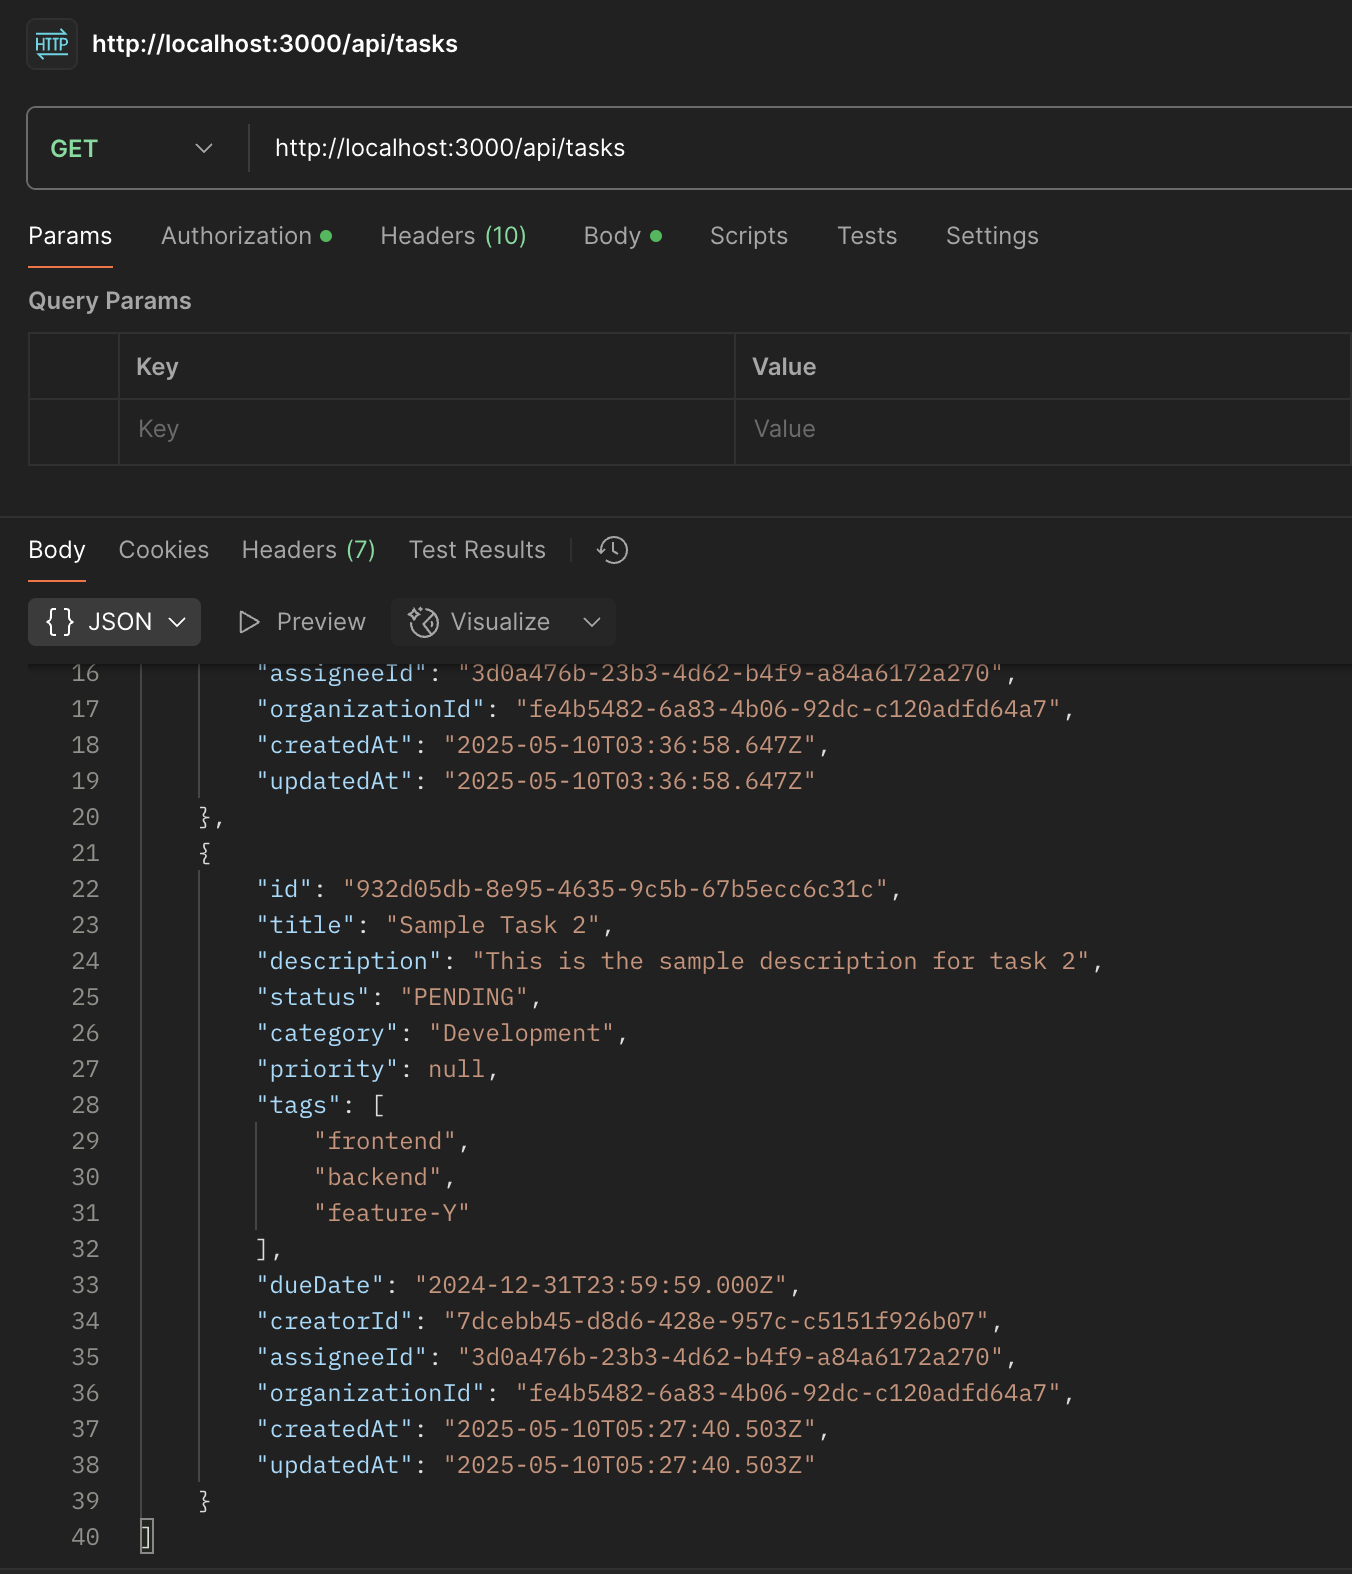 HTTP http://localhost:3000/api/tasks
GET http://localhost:3000/api/tasks
Params Authorization Headers (10) Body Scripts Tests Settings
Query Params
Key Value
Key Value
Body Cookies Headers (7) Test Results
{} JSON Preview Visualize
16 "assigneeId": "3d0a476b-23b3-4d62-b4f9-a84a6172a270",
17 "organizationId": "fe4b5482-6a83-4b06-92dc-c120adfd64a7",
18 "createdAt": "2025-05-10T03:36:58.647Z",
19 "updatedAt": "2025-05-10T03:36:58.647Z"
20 },
21 {
22 "id": "932d05db-8e95-4635-9c5b-67b5ecc6c31c",
23 "title": "Sample Task 2",
24 "description": "This is the sample description for task 2",
25 "status": "PENDING",
26 "category": "Development",
27 "priority": null,
28 "tags": [
29 "frontend",
30 "backend",
31 "feature-Y"
32 ],
33 "dueDate": "2024-12-31T23:59:59.000Z",
34 "creatorId": "7dcebb45-d8d6-428e-957c-c5151f926b07",
35 "assigneeId": "3d0a476b-23b3-4d62-b4f9-a84a6172a270",
36 "organizationId": "fe4b5482-6a83-4b06-92dc-c120adfd64a7",
37 "createdAt": "2025-05-10T05:27:40.503Z",
38 "updatedAt": "2025-05-10T05:27:40.503Z"
39 }
40 ]